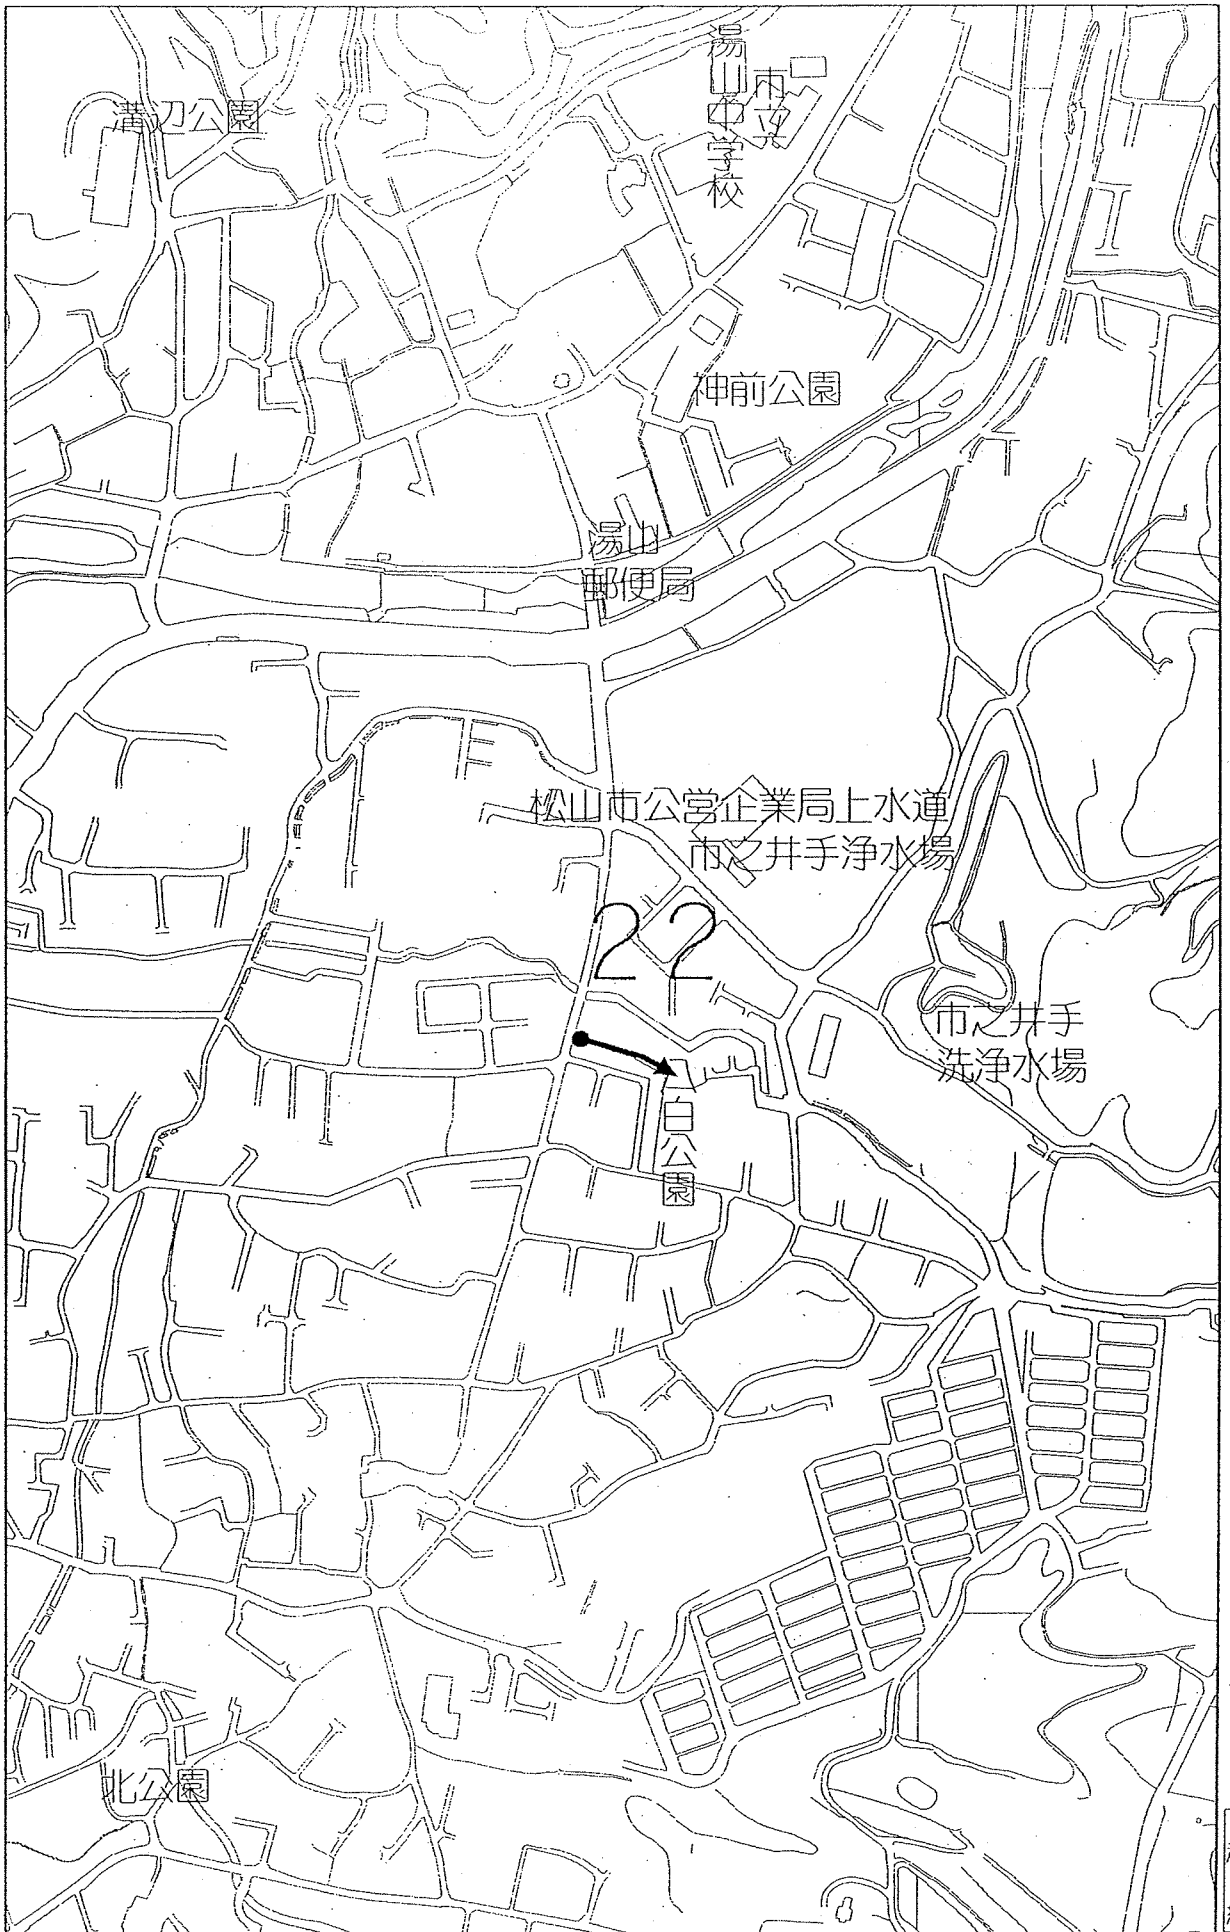 溝辺公園
市立
湯山中学校
神前公園
湯山
郵便局
松山市公営企業局上水道
市之井手浄水場
22
市之井手
洗浄水場
白公園
北公園